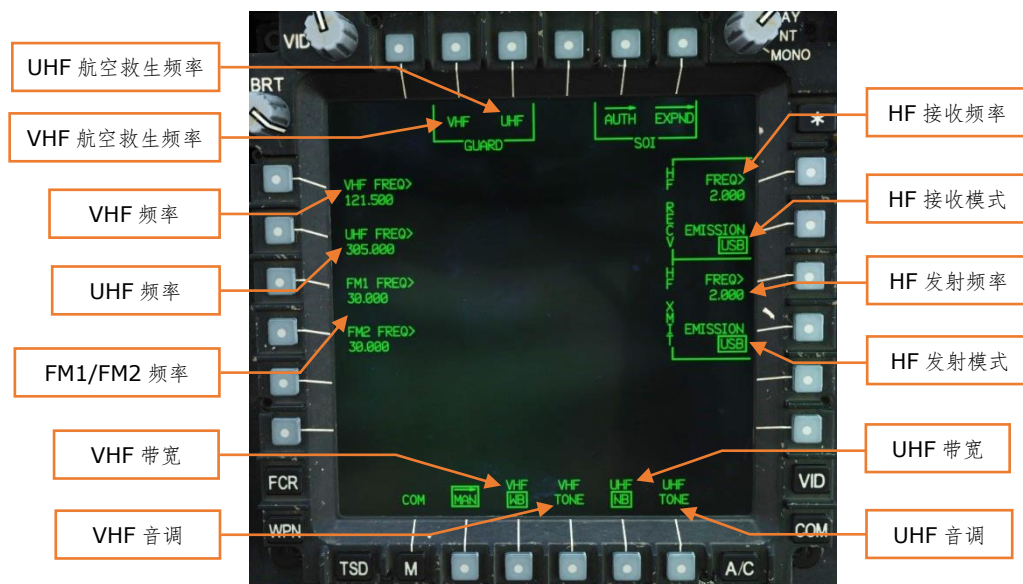 UHF 航空救生频率
VHF 航空救生频率
VHF 频率
UHF 频率
FM1/FM2 频率
VHF 带宽
VHF 音调
VID
BRT
AY
NT
MONO
VHF UHF
GUARD
AUTH EXPND
SOI
*
VHF FREQ>
121.500
UHF FREQ>
305.000
FM1 FREQ>
30.000
FM2 FREQ>
30.000
HF RECV
FREQ>
2.000
EMISSION
USB
HF XMIT
FREQ>
2.000
EMISSION
USB
COM
MAN
VHF
WB
VHF
TONE
UHF
NB
UHF
TONE
FCR
WPN
TSD
M
A/C
VID
COM
HF 接收频率
HF 接收模式
HF 发射频率
HF 发射模式
UHF 带宽
UHF 音调